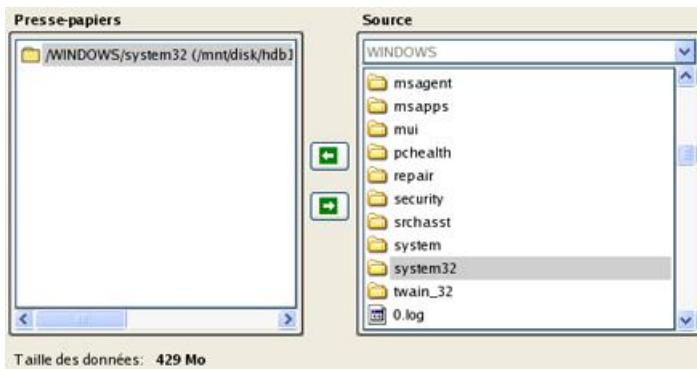 Presse-papiers
/WINDOWS/system32 (/mnt/disk/hdb1
Source
WINDOWS
msagent
msapps
mui
pchealth
repair
security
srchasst
system
system32
twain_32
0.log
Taille des données: 429 Mo